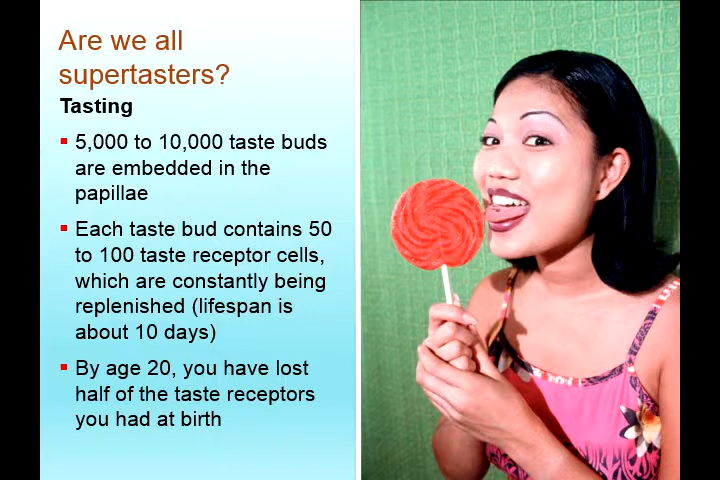 Are we all
supertasters?
Tasting
▪ 5,000 to 10,000 taste buds
are embedded in the
papillae
▪ Each taste bud contains 50
to 100 taste receptor cells,
which are constantly being
replenished (lifespan is
about 10 days)
▪ By age 20, you have lost
half of the taste receptors
you had at birth